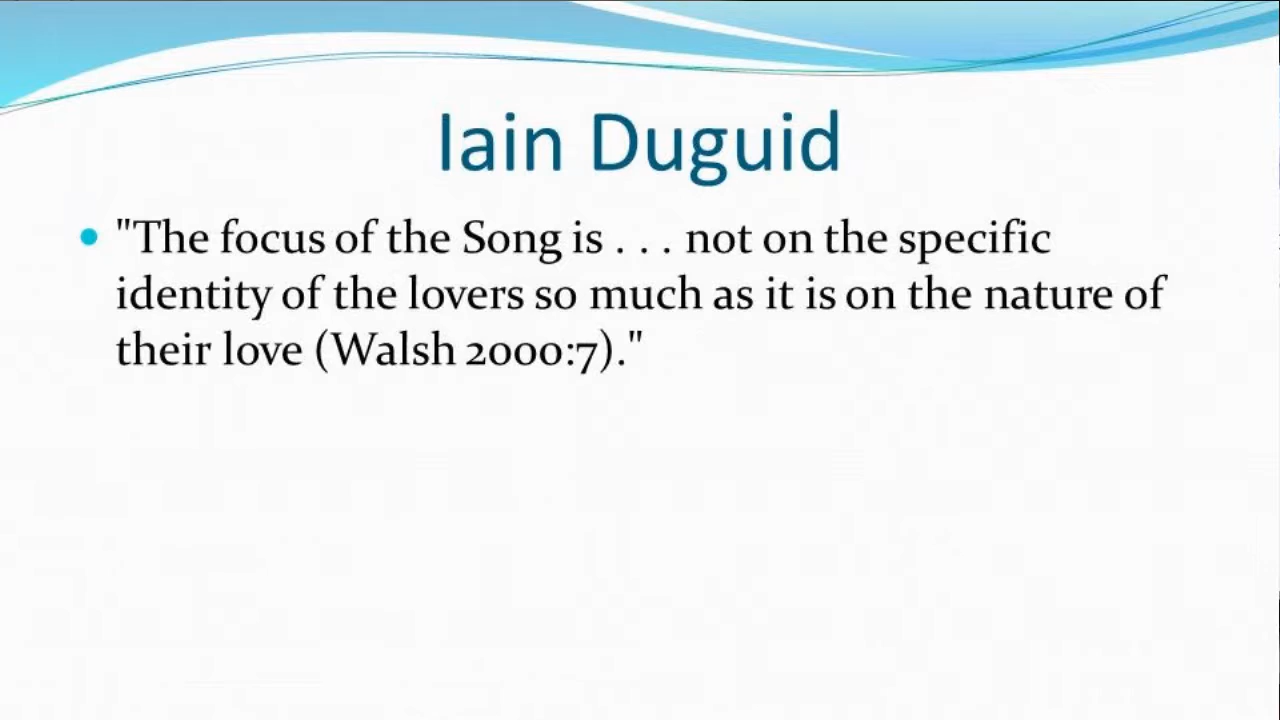 Iain Duguid
• "The focus of the Song is . . . not on the specific
identity of the lovers so much as it is on the nature of
their love (Walsh 2000:7)."